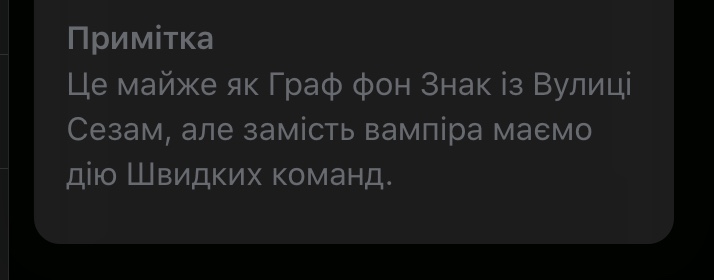 Примітка
Це майже як Граф фон Знак із Вулиці
Сезам, але замість вампіра маємо
дію Швидких команд.